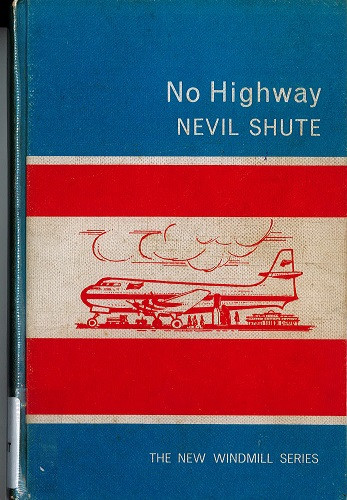 No Highway
NEVIL SHUTE
THE NEW WINDMILL SERIES